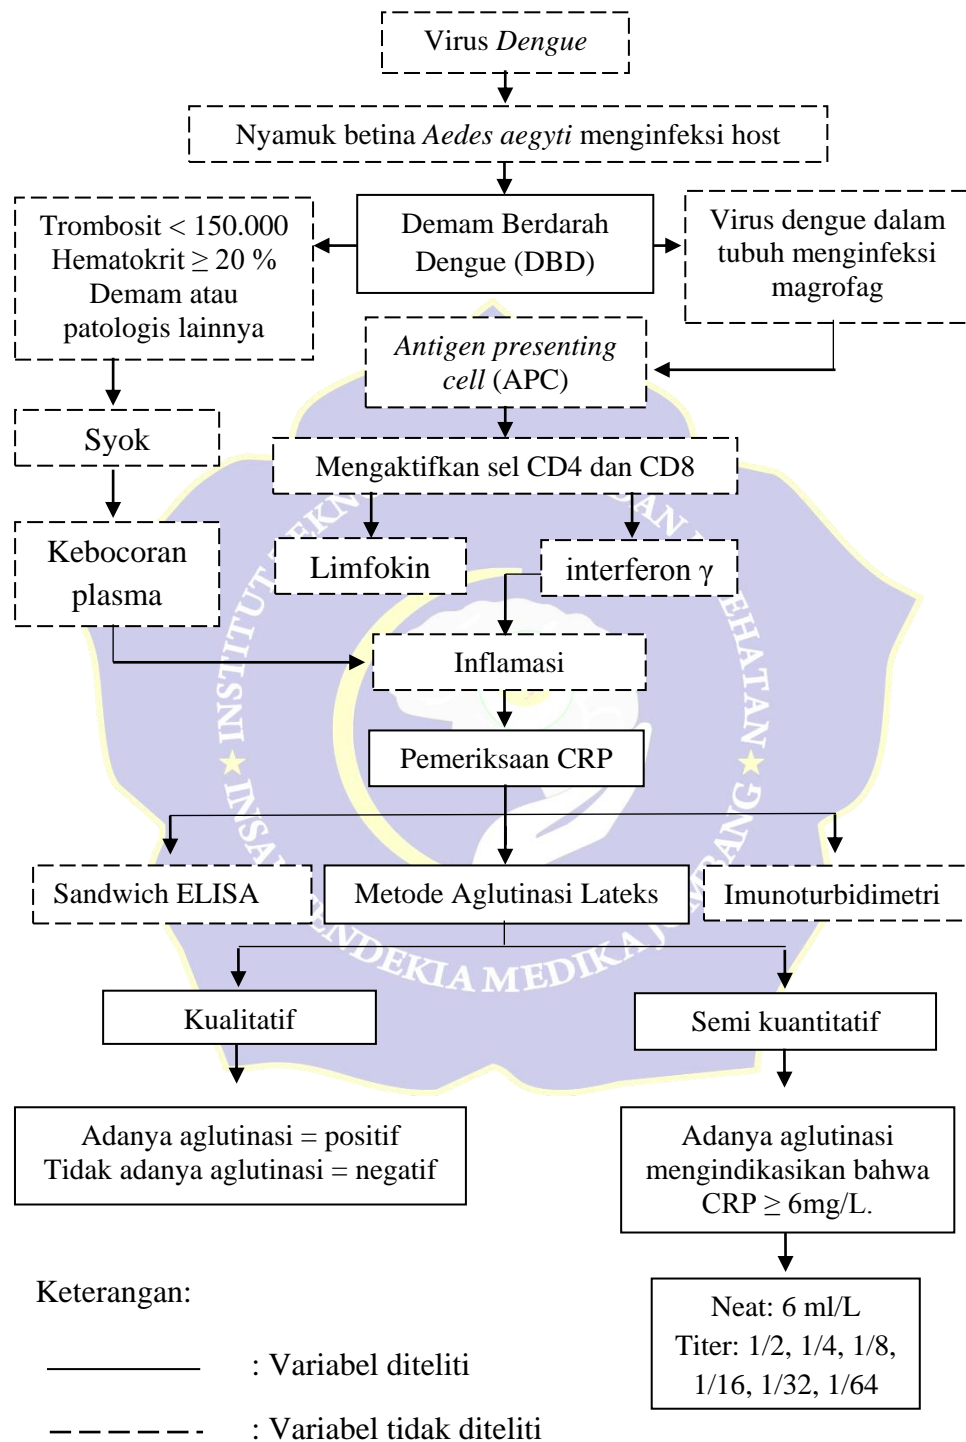 Virus Dengue
Nyamuk betina Aedes aegyti menginfeksi host
Trombosit < 150.000
Hematokrit ≥ 20 %
Demam atau
patologis lainnya
Demam Berdarah
Dengue (DBD)
Virus dengue dalam
tubuh menginfeksi
magrofag
Antigen presenting
cell (APC)
Syok
Mengaktifkan sel CD4 dan CD8
Kebocoran
plasma
Limfokin
interferon γ
Inflamasi
Pemeriksaan CRP
Sandwich ELISA
Metode Aglutinasi Lateks
Imunoturbidimetri
Kualitatif
Semi kuantitatif
Adanya aglutinasi = positif
Tidak adanya aglutinasi = negatif
Adanya aglutinasi
mengindikasikan bahwa
CRP ≥ 6mg/L.
Neat: 6 ml/L
Titer: 1/2, 1/4, 1/8,
1/16, 1/32, 1/64
Keterangan:
: Variabel diteliti
: Variabel tidak diteliti
INSTITUT DAN
MEDIKA